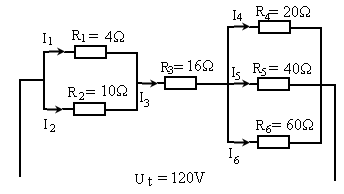 I1 R1= 4Ω
R2= 10Ω
I2
I3
R3= 16Ω
I4 R4= 20Ω
I5 R5= 40Ω
R6= 60Ω
I6
Ut = 120V